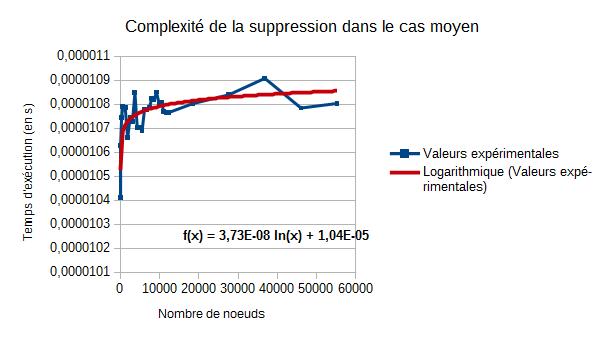 Complexité de la suppression dans le cas moyen
Temps d'exécution (en s)
0,000011
0,0000109
0,0000108
0,0000107
0,0000106
0,0000105
0,0000104
0,0000103
0,0000102
0,0000101
f(x) = 3,73E-08 ln(x) + 1,04E-05
0 10000 20000 30000 40000 50000 60000
Nombre de noeuds
Valeurs expérimentales
Logarithmique (Valeurs expé-
rimentales)